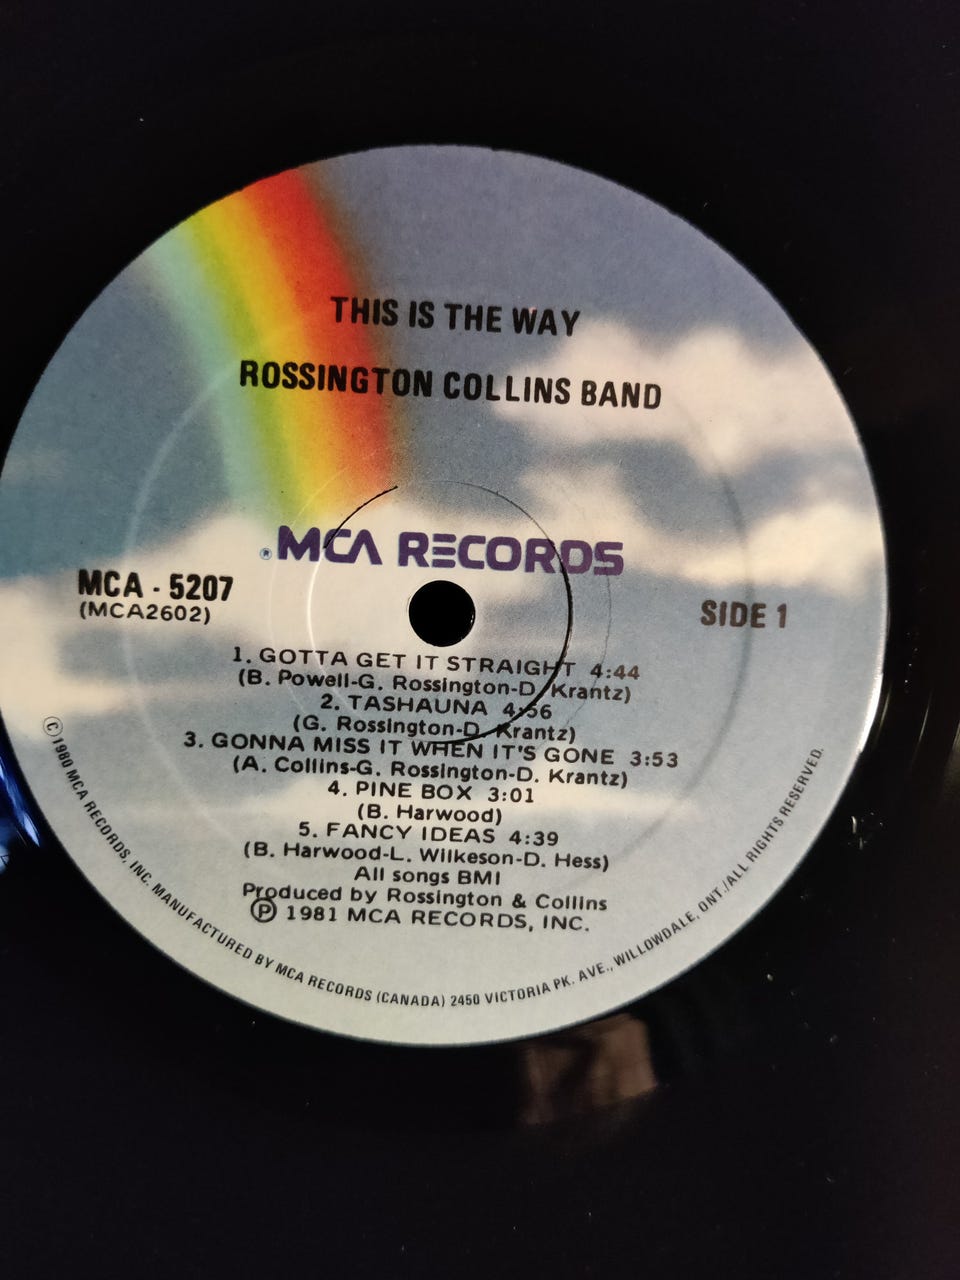 THIS IS THE WAY
ROSSINGTON COLLINS BAND
® MCA RECORDS
MCA - 5207
(MCA2602)
SIDE 1
1. GOTTA GET IT STRAIGHT 4:44
(B. Powell-G. Rossington-D. Krantz)
2. TASHAUNA 4:56
(G. Rossington-D. Krantz)
3. GONNA MISS IT WHEN IT'S GONE 3:53
(A. Collins-G. Rossington-D. Krantz)
4. PINE BOX 3:01
(B. Harwood)
5. FANCY IDEAS 4:39
(B. Harwood-L. Wilkeson-D. Hess)
All songs BMI
Produced by Rossington & Collins
Ⓟ 1981 MCA RECORDS, INC.
©1980 MCA RECORDS, INC. MANUFACTURED BY MCA RECORDS (CANADA) 2450 VICTORIA PK. AVE., WILLOWDALE, ONT./ALL RIGHTS RESERVED.